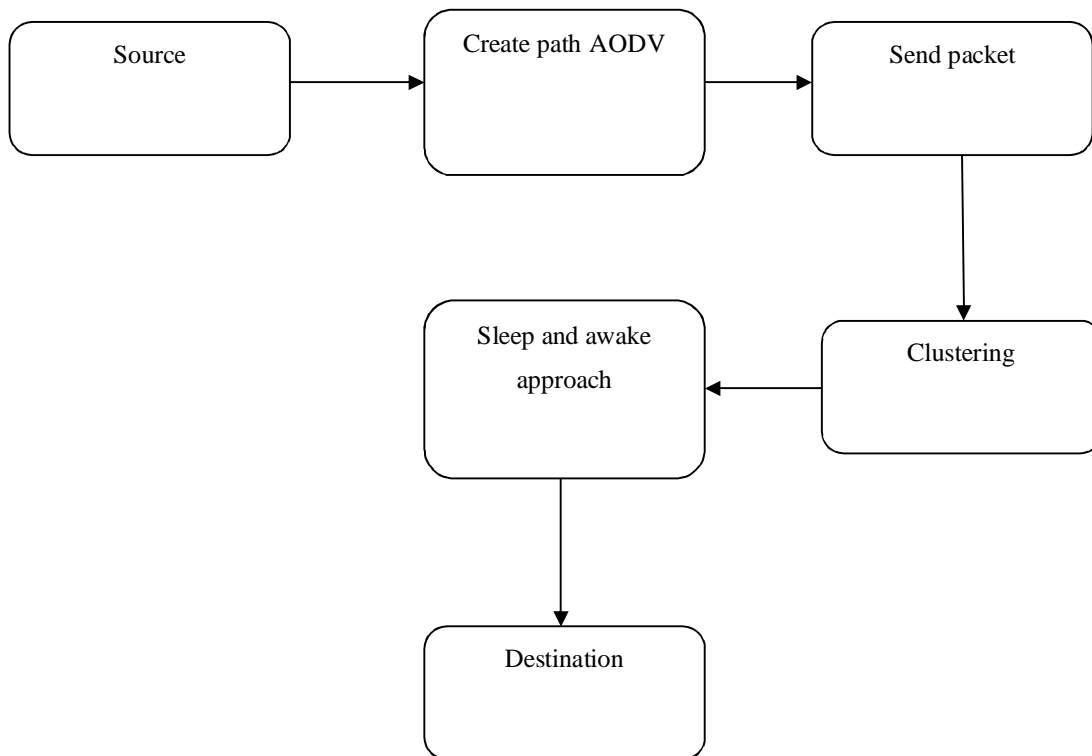 Source
Create path AODV
Send packet
Clustering
Sleep and awake
approach
Destination